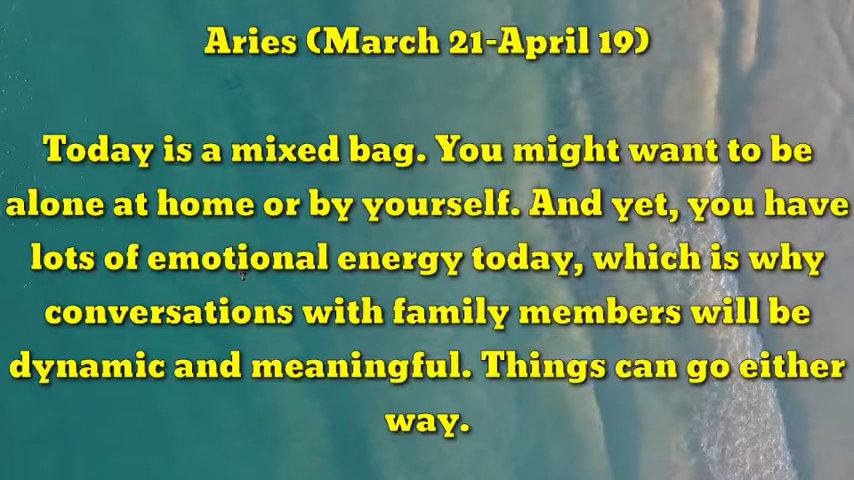 Aries (March 21-April 19)
Today is a mixed bag. You might want to be
alone at home or by yourself. And yet, you have
lots of emotional energy today, which is why
conversations with family members will be
dynamic and meaningful. Things can go either
way.